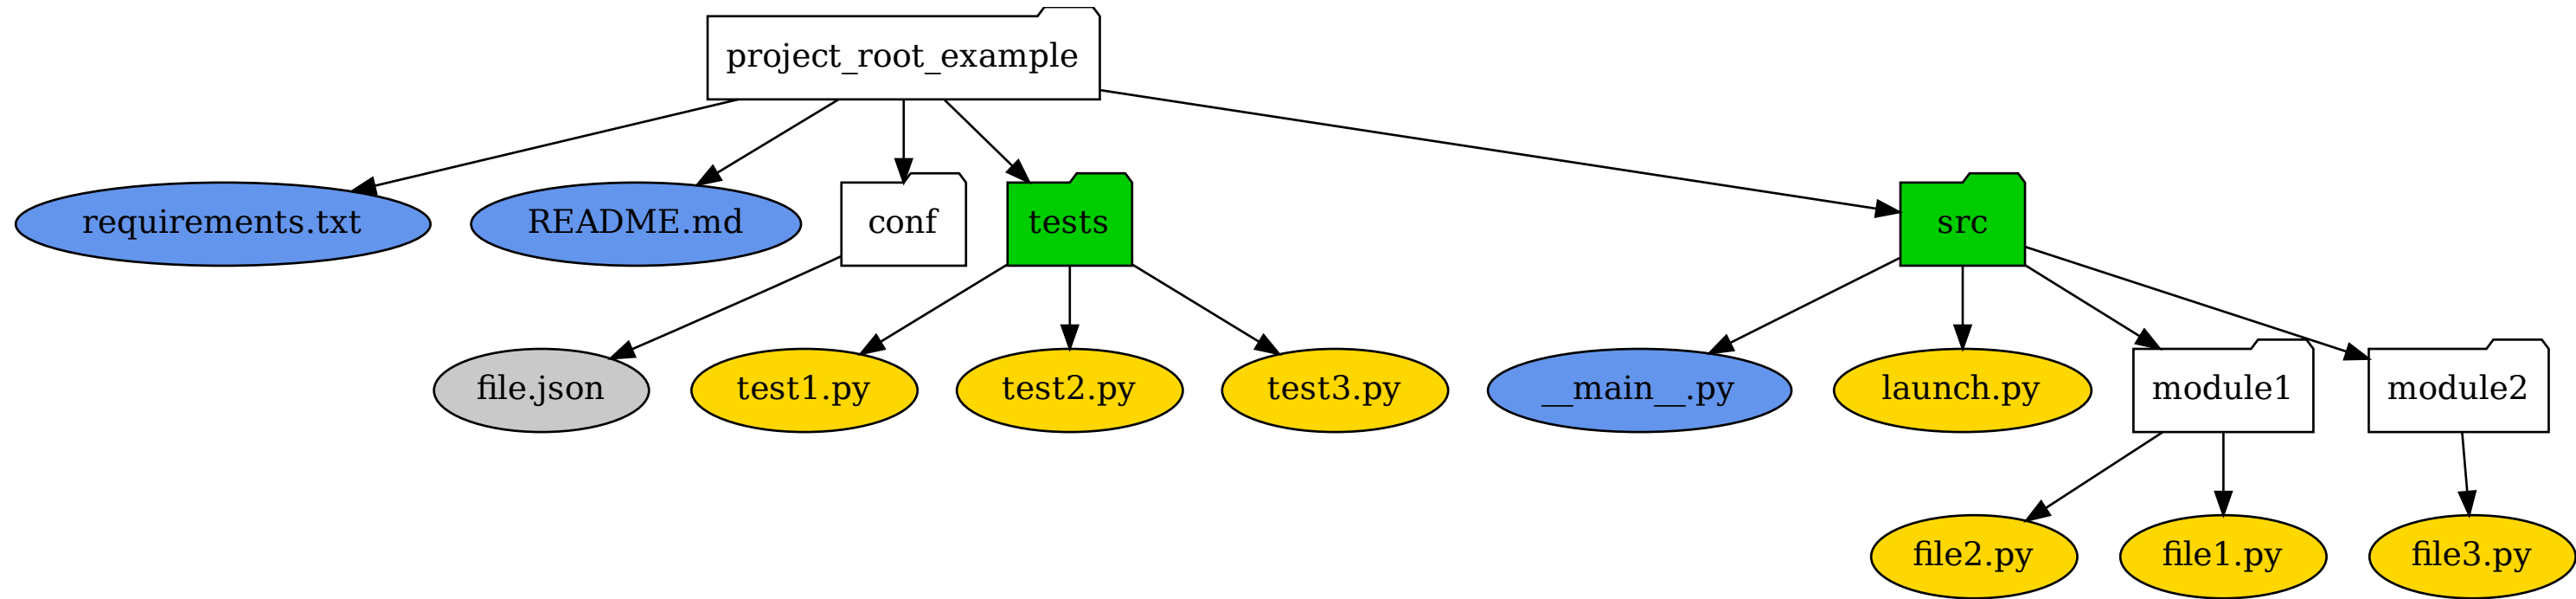 project_root_example
requirements.txt
README.md
conf
tests
src
file.json
test1.py
test2.py
test3.py
__main__.py
launch.py
module1
module2
file2.py
file1.py
file3.py